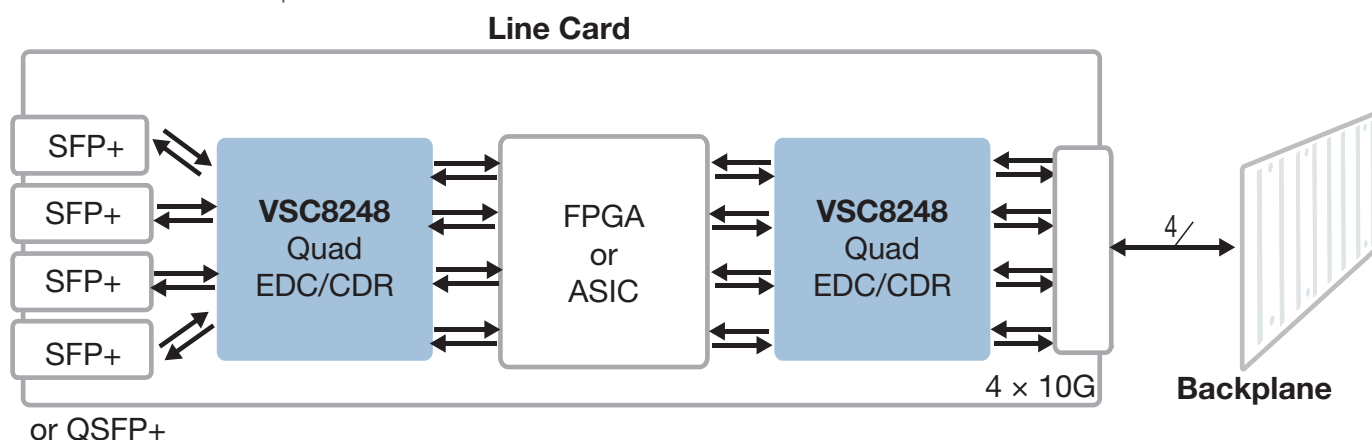 Line Card
SFP+
SFP+
SFP+
SFP+
VSC8248
Quad
EDC/CDR
FPGA
or
ASIC
VSC8248
Quad
EDC/CDR
4/
4 × 10G
Backplane
or QSFP+